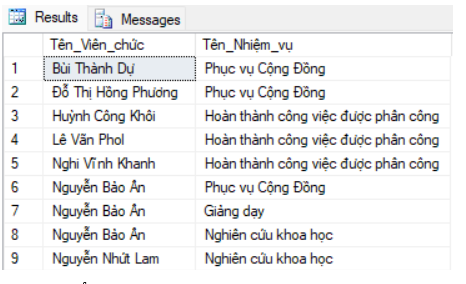 Results Messages
Tên_Viên_chức Tên_Nhiệm_vụ
1 Bùi Thành Dự Phục vụ Cộng Đồng
2 Đỗ Thị Hồng Phương Phục vụ Cộng Đồng
3 Huỳnh Công Khôi Hoàn thành công việc được phân công
4 Lê Văn Phol Hoàn thành công việc được phân công
5 Nghi Vĩnh Khanh Hoàn thành công việc được phân công
6 Nguyễn Bảo Ân Phục vụ Cộng Đồng
7 Nguyễn Bảo Ân Giảng dạy
8 Nguyễn Bảo Ân Nghiên cứu khoa học
9 Nguyễn Nhứt Lam Nghiên cứu khoa học